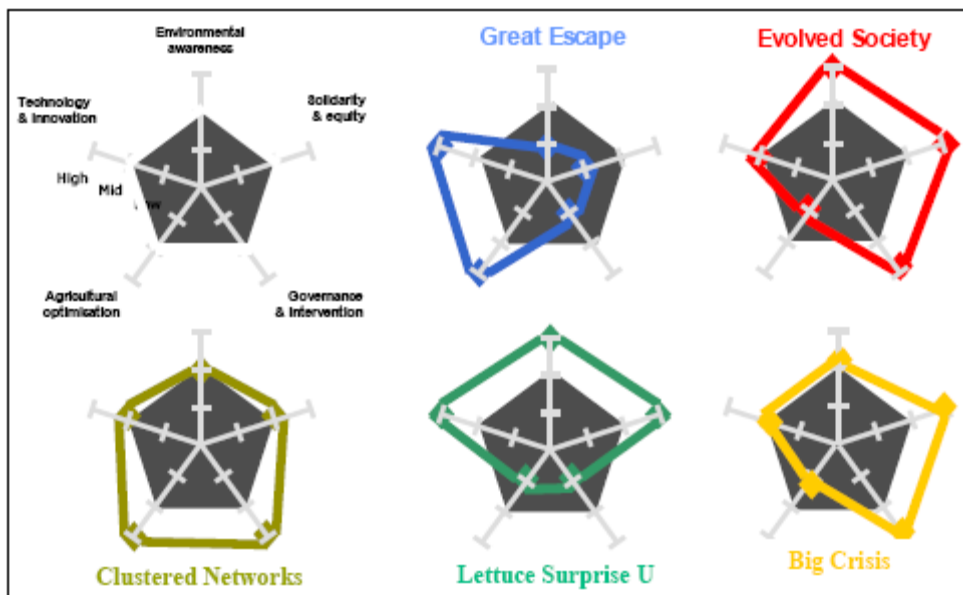 Environmental
awareness
Great Escape
Evolved Society
Technology
& innovation
Solidarity
& equity
High
Mid
Agricultural
optimisation
Governance
& intervention
Clustered Networks
Lettuce Surprise U
Big Crisis